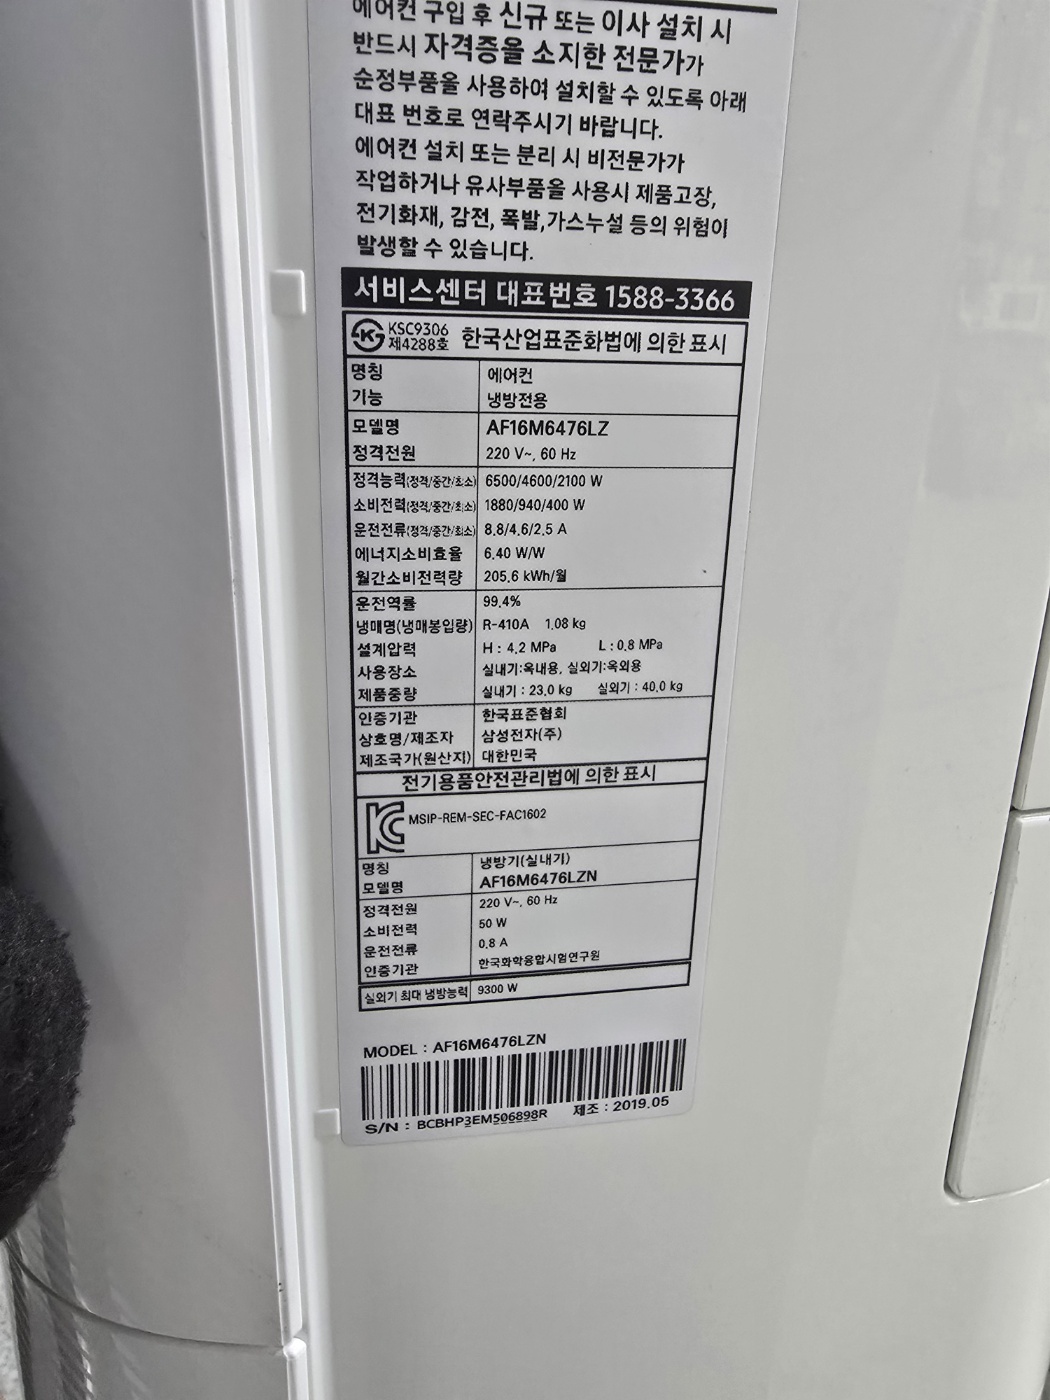 에어컨 구입 후 신규 또는 이사 설치 시
반드시 자격증을 소지한 전문가가
순정부품을 사용하여 설치할 수 있도록 아래
대표 번호로 연락주시기 바랍니다.
에어컨 설치 또는 분리 시 비전문가가
작업하거나 유사부품을 사용시 제품고장,
전기화재, 감전, 폭발,가스누설 등의 위험이
발생할 수 있습니다.
서비스센터 대표번호 1588-3366
KSC9306
제4288호
한국산업표준화법에 의한 표시
명칭 에어컨
기능 냉방전용
모델명 AF16M6476LZ
정격전원 220 V~, 60 Hz
정격능력(정격/중간/최소) 6500/4600/2100 W
소비전력(정격/중간/최소) 1880/940/400 W
운전전류(정격/중간/최소) 8.8/4.6/2.5 A
에너지소비효율 6.40 W/W
월간소비전력량 205.6 kWh/월
운전역률 99.4%
냉매명(냉매봉입량) R-410A 1.08 kg
설계압력 H : 4.2 MPa L : 0.8 MPa
사용장소 실내기:옥내용, 실외기:옥외용
제품중량 실내기 : 23.0 kg 실외기 : 40.0 kg
인증기관 한국표준협회
상호명/제조자 삼성전자(주)
제조국가(원산지) 대한민국
전기용품안전관리법에 의한 표시
MSIP-REM-SEC-FAC1602
명칭 냉방기(실내기)
모델명 AF16M6476LZN
정격전원 220 V~, 60 Hz
소비전력 50 W
운전전류 0.8 A
인증기관 한국화학융합시험연구원
실외기 최대 냉방능력 9300 W
MODEL : AF16M6476LZN
S/N : BCBHP3EM506898R 제조 : 2019.05